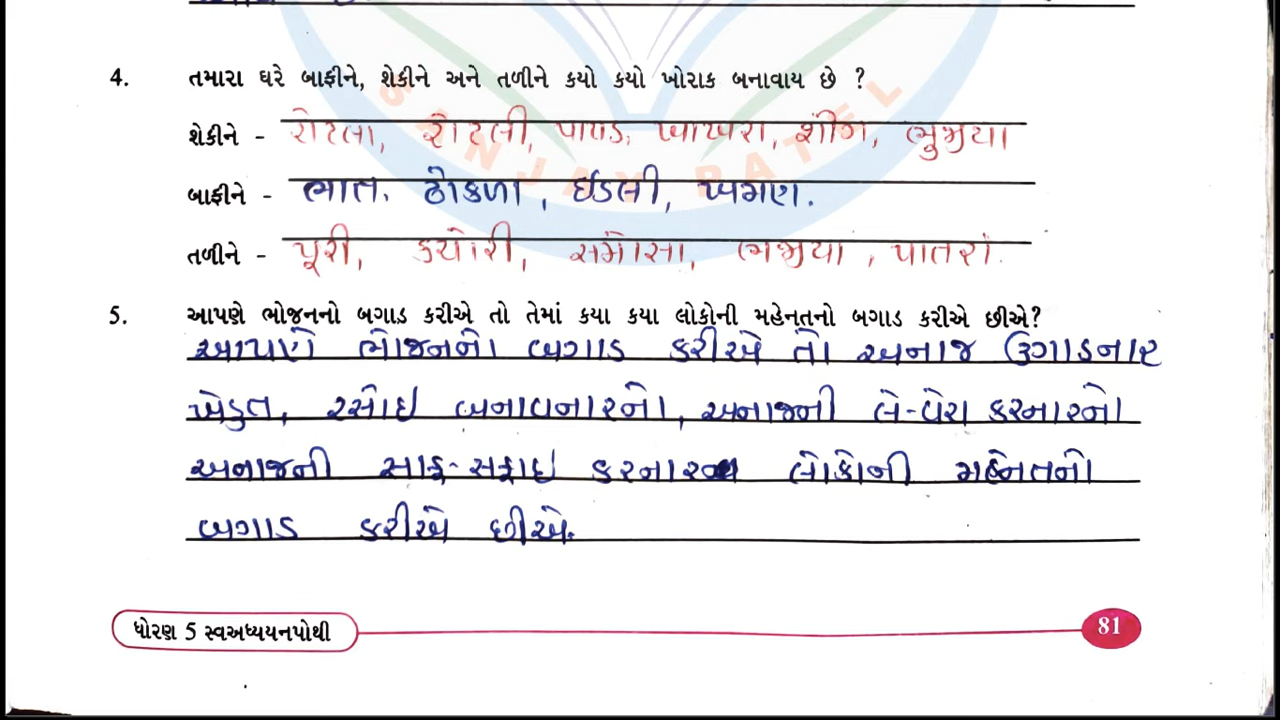 4. તમારા ઘરે બાફીને, શેકીને અને તળીને કયો કયો ખોરાક બનાવાય છે ?
શેકીને - રોટલા, રોટલી, પાપડ, ખાખરા, શીંગ, ભુજીયા
બાફીને - ભાત. ઢોકળા, ઈડલી, ખમણ.
તળીને - પૂરી, કચોરી, સમોસા, ભજીયાં, પાતરાં.
5. આપણે ભોજનનો બગાડ કરીએ તો તેમાં કયા કયા લોકોની મહેનતનો બગાડ કરીએ છીએ?
આપણે ભોજનનો બગાડ કરીએ તો અનાજ ઉગાડનાર
ખેડુત, રસોઇ બનાવનારનો, અનાજની લે-વેચ કરનારનો
અનાજની સાફ-સફાઇ કરનાર લોકોની મહેનતનો
બગાડ કરીએ છીએ.
ધોરણ 5 સ્વઅધ્યયનપોથી
81
SANJAY PATEL